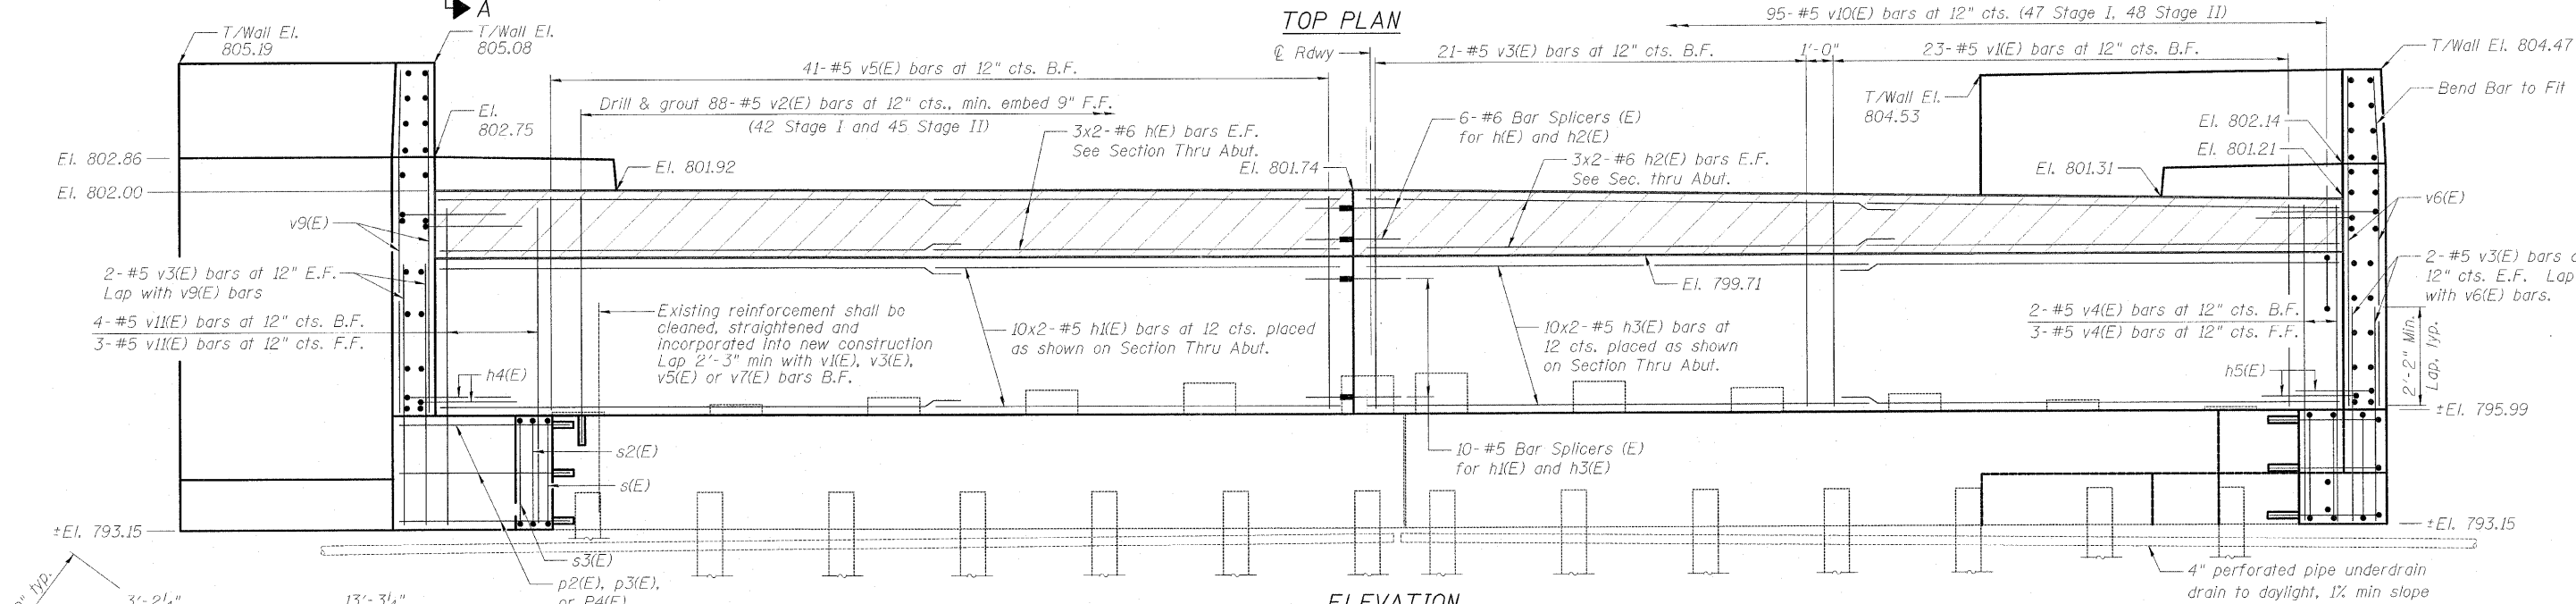 A
TOP PLAN
95-#5 v10(E) bars at 12" cts. (47 Stage I, 48 Stage II)
T/Wall El.
805.19
T/Wall El.
805.08
℄ Rdwy
21-#5 v3(E) bars at 12" cts. B.F.
1'-0"
23-#5 v1(E) bars at 12" cts. B.F.
T/Wall El. 804.47
41-#5 v5(E) bars at 12" cts. B.F.
Bend Bar to Fit
Drill & grout 88-#5 v2(E) bars at 12" cts., min. embed 9" F.F.
(42 Stage I and 45 Stage II)
El.
802.75
3x2-#6 h(E) bars E.F.
See Section Thru Abut.
6-#6 Bar Splicers (E)
for h(E) and h2(E)
T/Wall El.
804.53
El. 802.14
El. 801.21
El. 802.86
El. 801.92
El. 801.74
3x2-#6 h2(E) bars E.F.
See Sec. thru Abut.
El. 801.31
El. 802.00
v9(E)
v6(E)
2-#5 v3(E) bars at 12" E.F.
Lap with v9(E) bars
El. 799.71
2-#5 v3(E) bars
12" cts. E.F. Lap
with v6(E) bars.
4-#5 v11(E) bars at 12" cts. B.F.
3-#5 v11(E) bars at 12" cts. F.F.
Existing reinforcement shall be
cleaned, straightened and
incorporated into new construction
Lap 2'-3" min with v1(E), v3(E),
v5(E) or v7(E) bars B.F.
10x2-#5 h1(E) bars at 12 cts. placed
as shown on Section Thru Abut.
10x2-#5 h3(E) bars at
12 cts. placed as shown
on Section Thru Abut.
2-#5 v4(E) bars at 12" cts. B.F.
3-#5 v4(E) bars at 12" cts. F.F.
2'-2" Min.
Lap, typ.
h4(E)
h5(E)
±El. 795.99
s2(E)
10-#5 Bar Splicers (E)
for h1(E) and h3(E)
s(E)
±El. 793.15
±El. 793.15
s3(E)
p2(E), p3(E),
or P4(E)
4" perforated pipe underdrain
drain to daylight, 1% min slope
typ.
3'-2¼"
13'-3¼"
ELEVATION